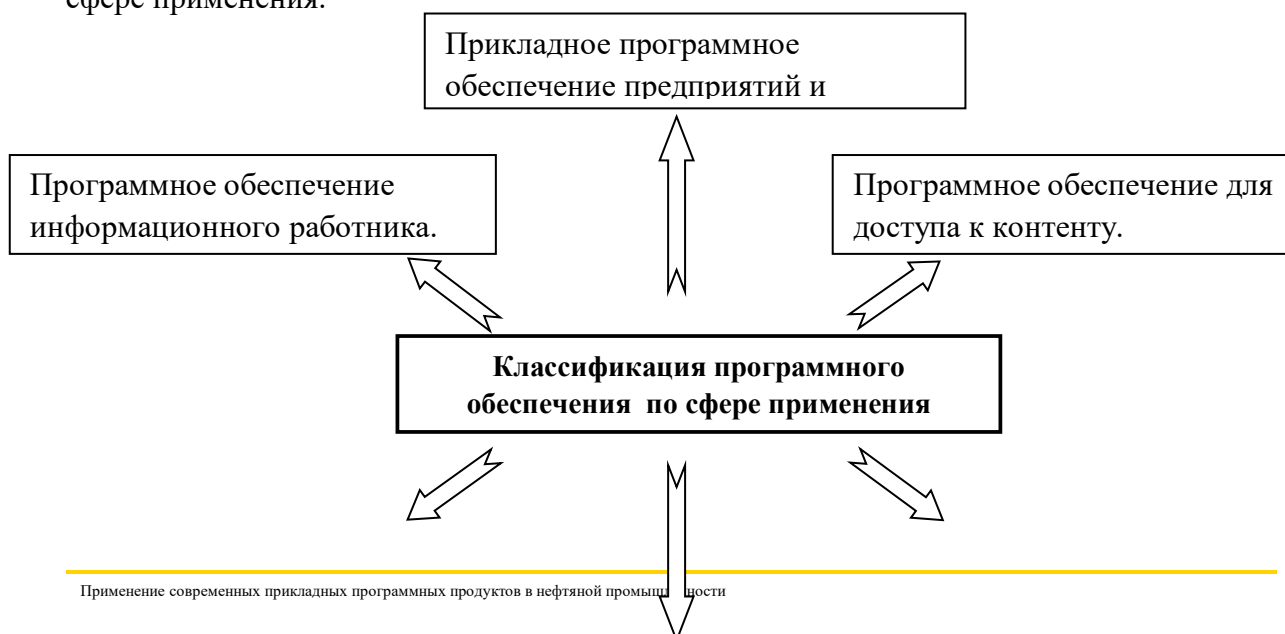 сфере применения.
Прикладное программное
обеспечение предприятий и
Программное обеспечение
информационного работника.
Программное обеспечение для
доступа к контенту.
Классификация программного
обеспечения по сфере применения
Применение современных прикладных программных продуктов в нефтяной